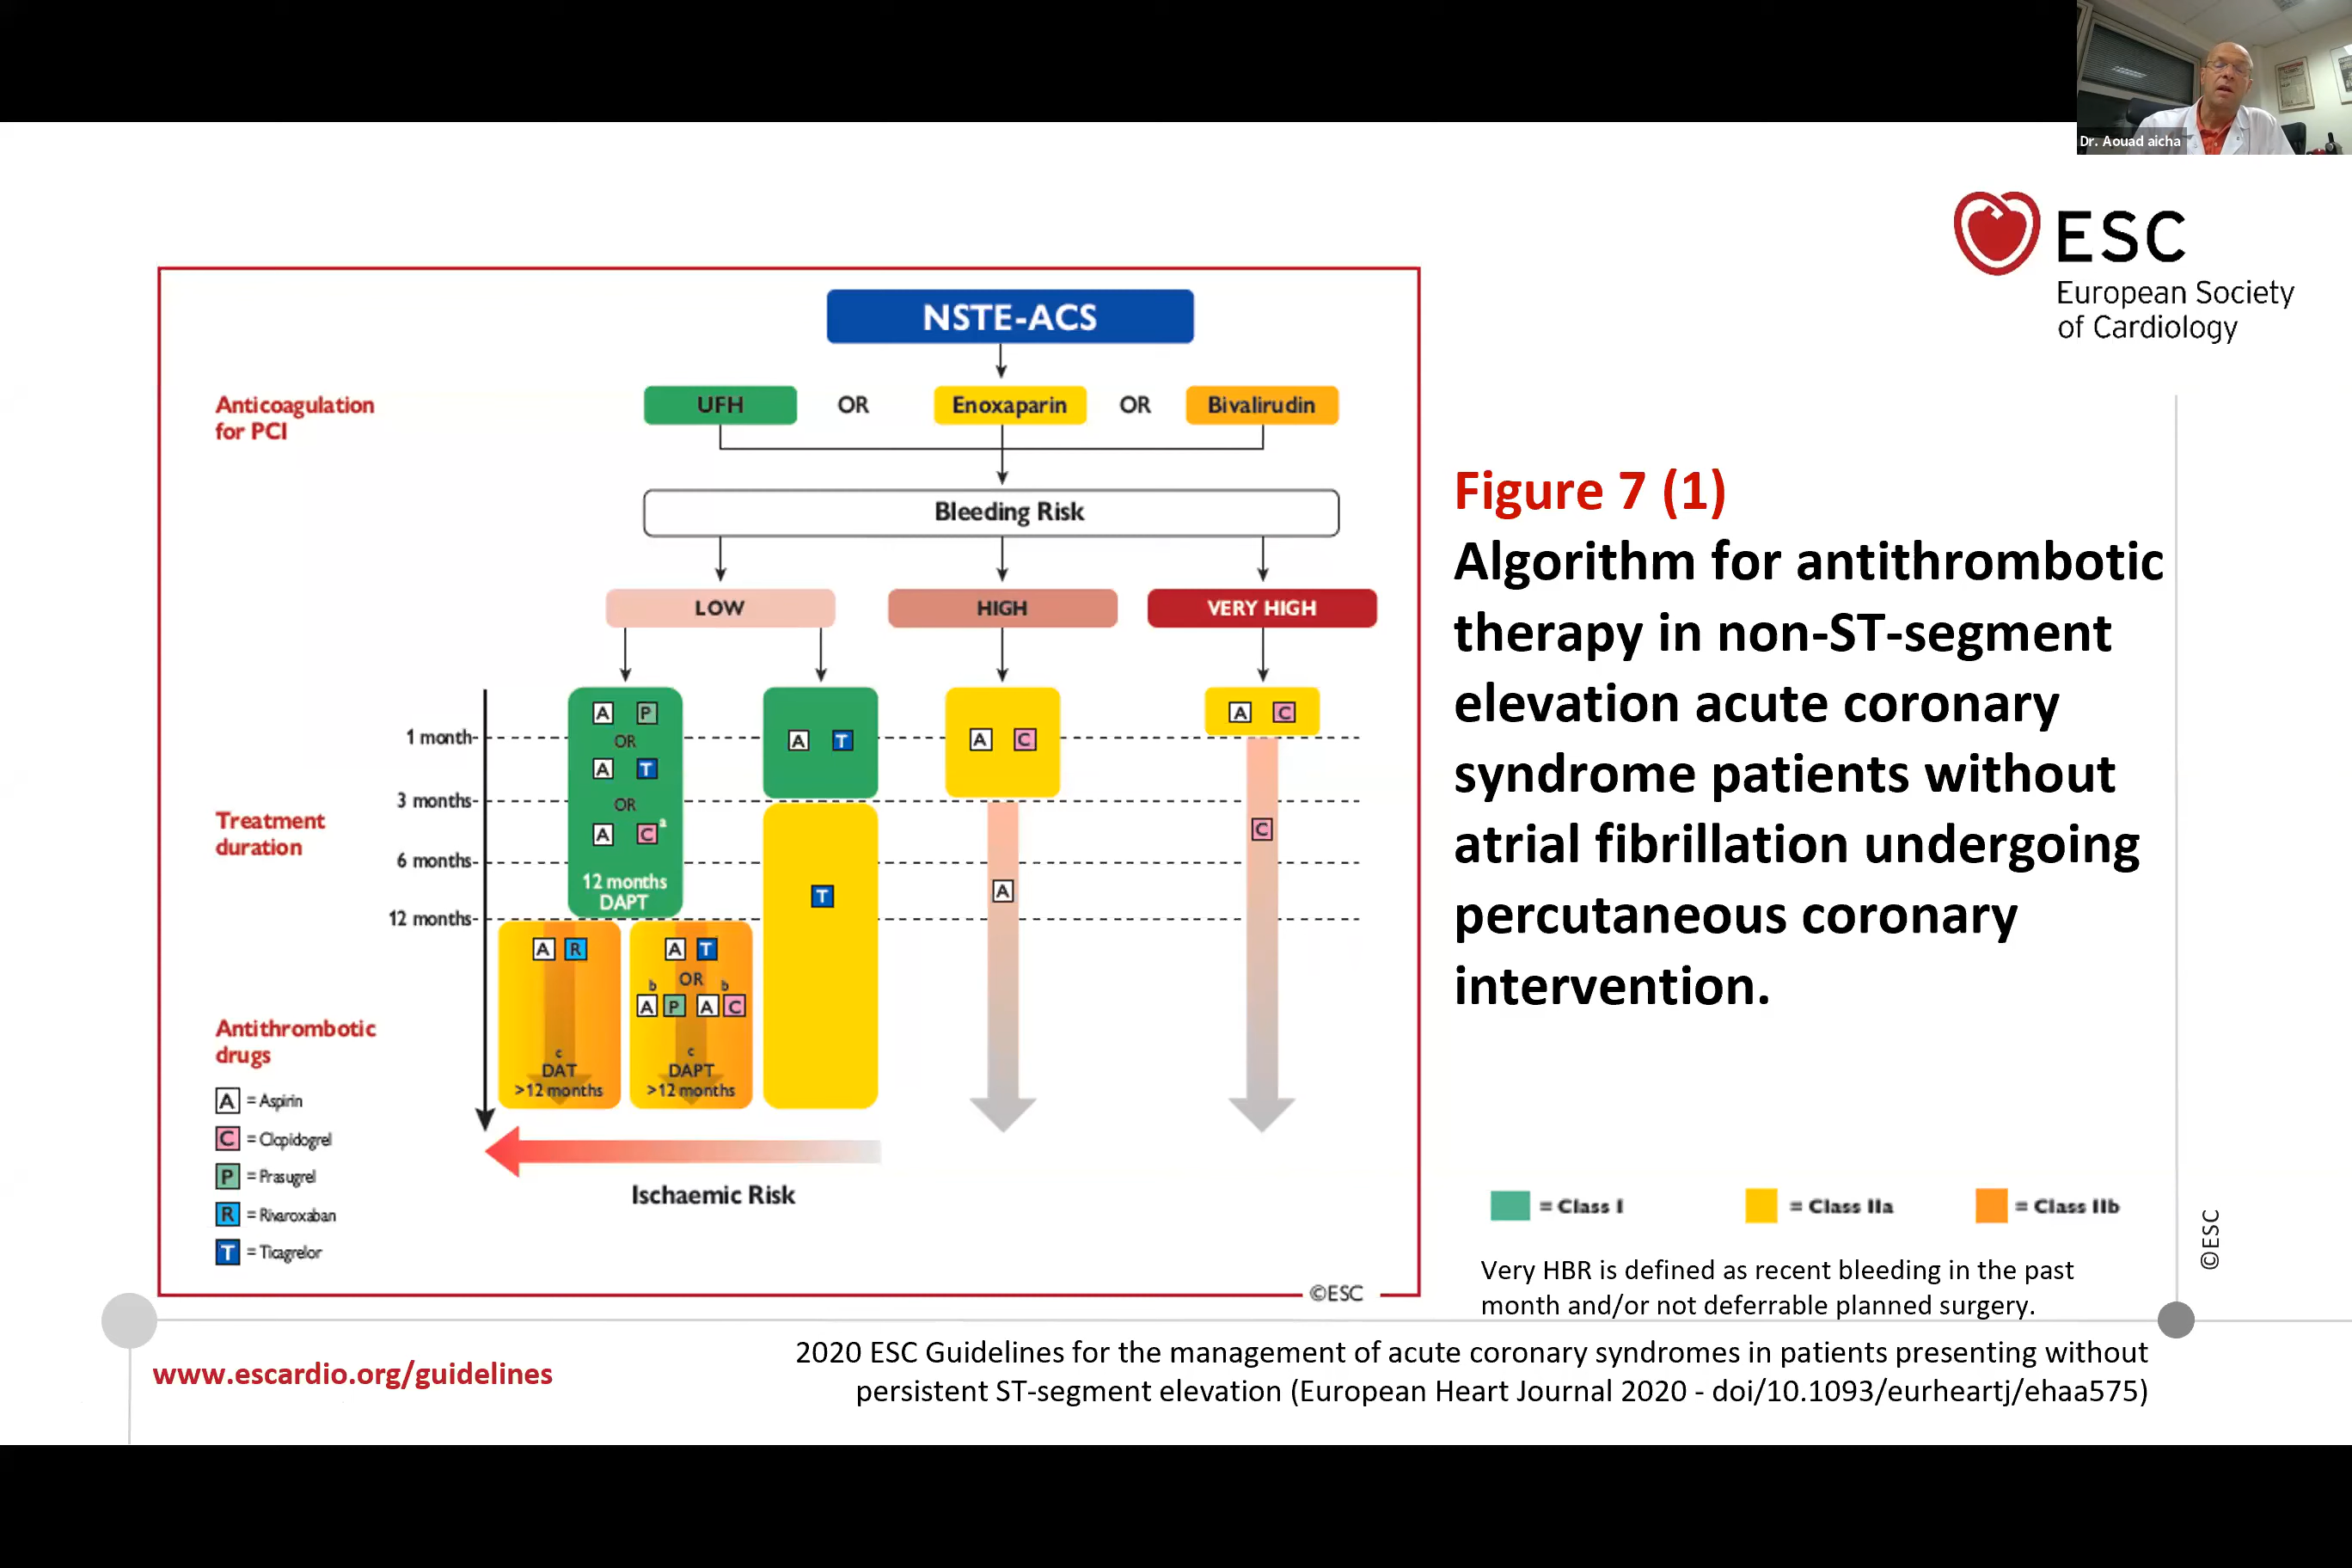 Dr. Aouad aicha
ESC
European Society
of Cardiology
NSTE-ACS
Anticoagulation
for PCI
UFH OR Enoxaparin OR Bivalirudin
Bleeding Risk
LOW HIGH VERY HIGH
A P
OR
A T
OR
A C a
12 months
DAPT
A T
A C
A C
1 month
3 months
6 months
12 months
Treatment
duration
T
A
C
A R
c
DAT
>12 months
A T
OR
b b
A P A C
c
DAPT
>12 months
Antithrombotic
drugs
A = Aspirin
C = Clopidogrel
P = Prasugrel
R = Rivaroxaban
T = Ticagrelor
Ischaemic Risk
©ESC
Figure 7 (1)
Algorithm for antithrombotic
therapy in non-ST-segment
elevation acute coronary
syndrome patients without
atrial fibrillation undergoing
percutaneous coronary
intervention.
= Class I = Class IIa = Class IIb
Very HBR is defined as recent bleeding in the past
month and/or not deferrable planned surgery.
©ESC
www.escardio.org/guidelines
2020 ESC Guidelines for the management of acute coronary syndromes in patients presenting without
persistent ST-segment elevation (European Heart Journal 2020 - doi/10.1093/eurheartj/ehaa575)